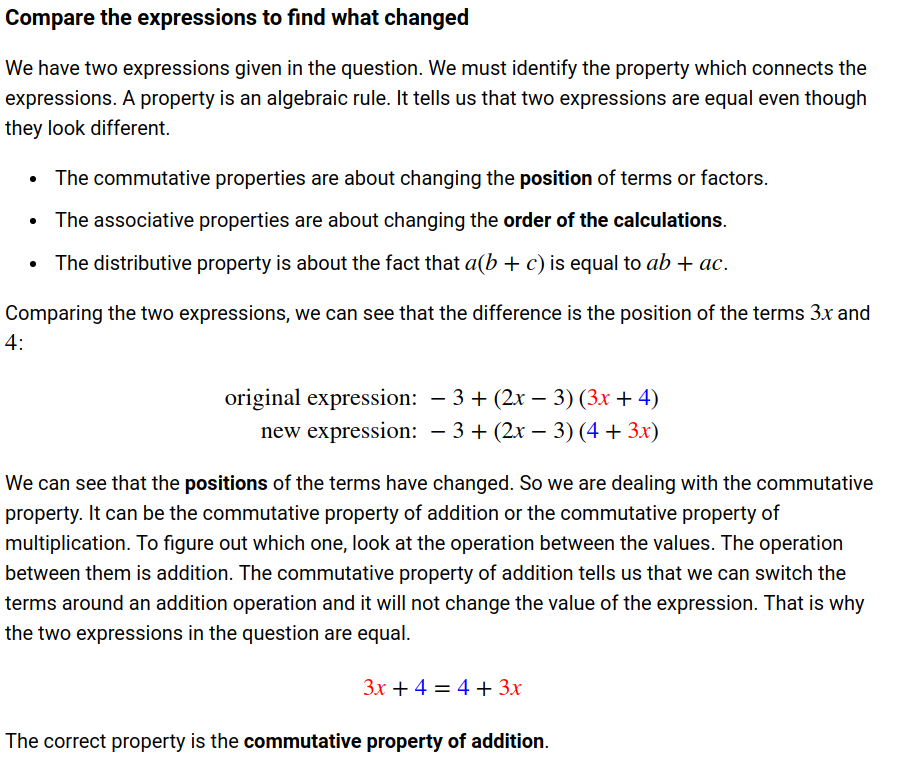 Compare the expressions to find what changed
We have two expressions given in the question. We must identify the property which connects the
expressions. A property is an algebraic rule. It tells us that two expressions are equal even though
they look different.
• The commutative properties are about changing the position of terms or factors.
• The associative properties are about changing the order of the calculations.
• The distributive property is about the fact that a(b + c) is equal to ab + ac.
Comparing the two expressions, we can see that the difference is the position of the terms 3x and
4:
original expression: − 3 + (2x − 3) (3x + 4)
new expression: − 3 + (2x − 3) (4 + 3x)
We can see that the positions of the terms have changed. So we are dealing with the commutative
property. It can be the commutative property of addition or the commutative property of
multiplication. To figure out which one, look at the operation between the values. The operation
between them is addition. The commutative property of addition tells us that we can switch the
terms around an addition operation and it will not change the value of the expression. That is why
the two expressions in the question are equal.
3x + 4 = 4 + 3x
The correct property is the commutative property of addition.